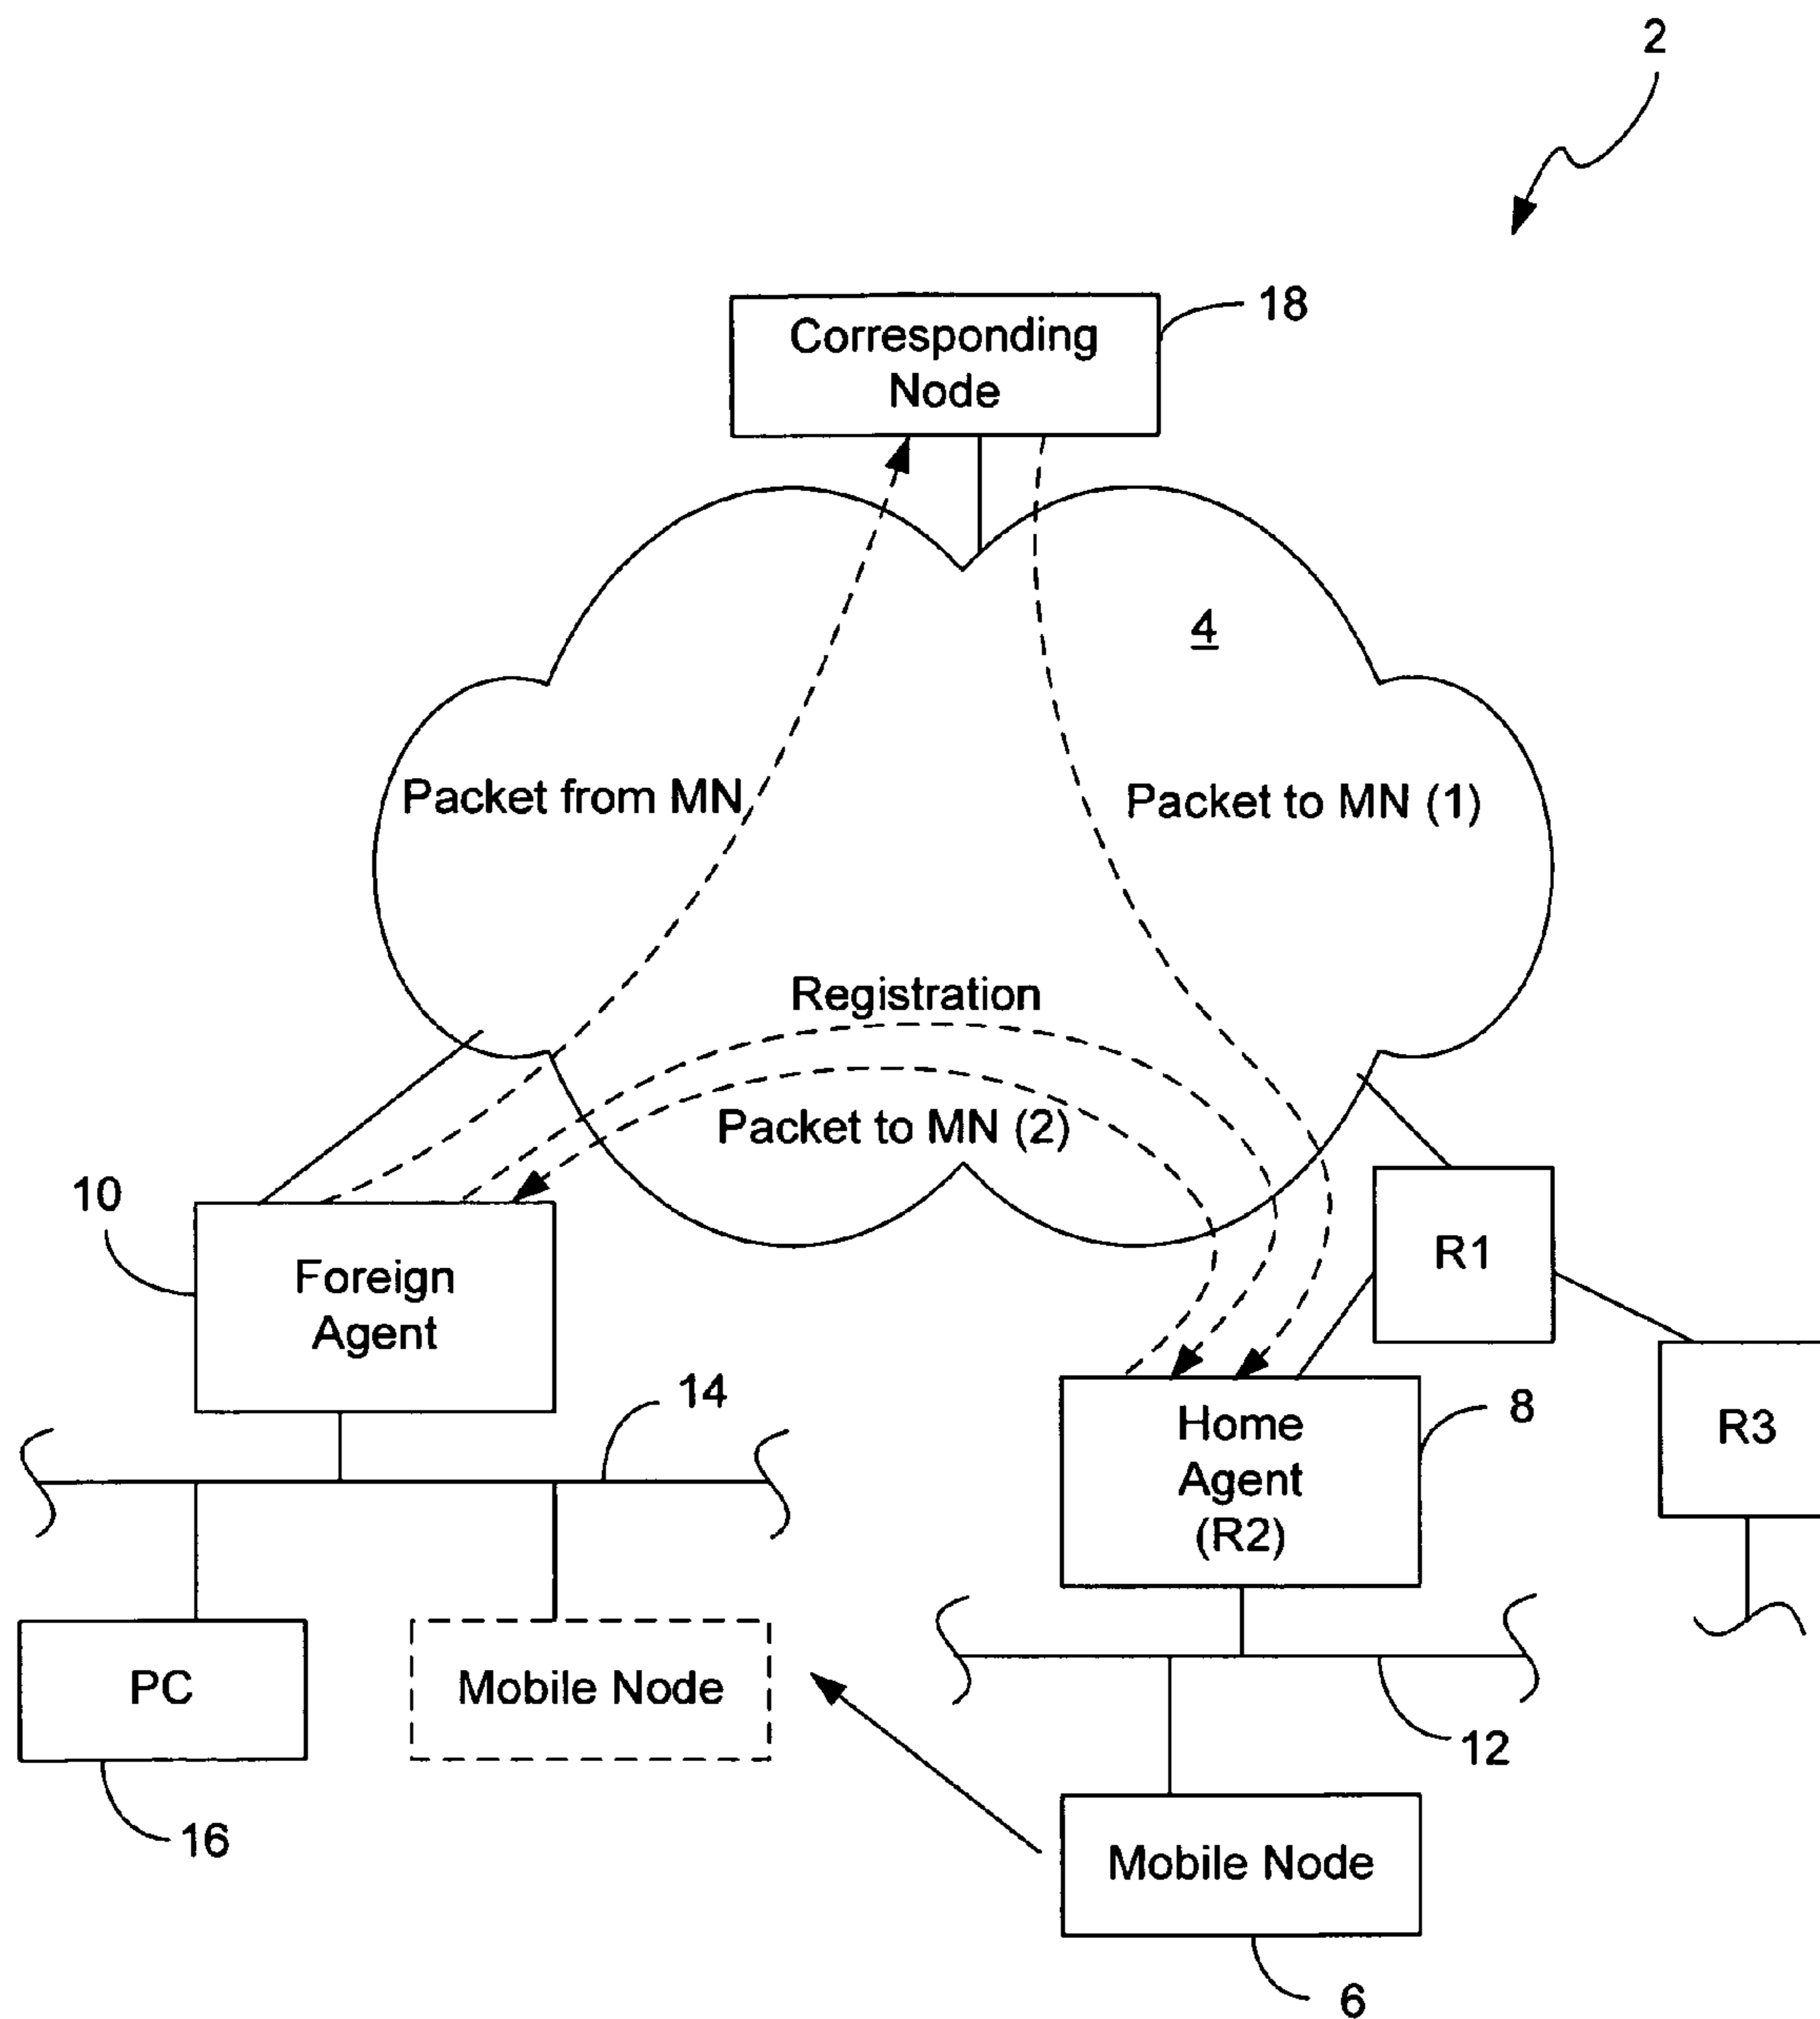 2
Corresponding
Node
18
4
Packet from MN
Packet to MN (1)
Registration
Packet to MN (2)
10
Foreign
Agent
R1
14
Home
Agent
(R2)
8
R3
PC
Mobile Node
12
16
Mobile Node
6